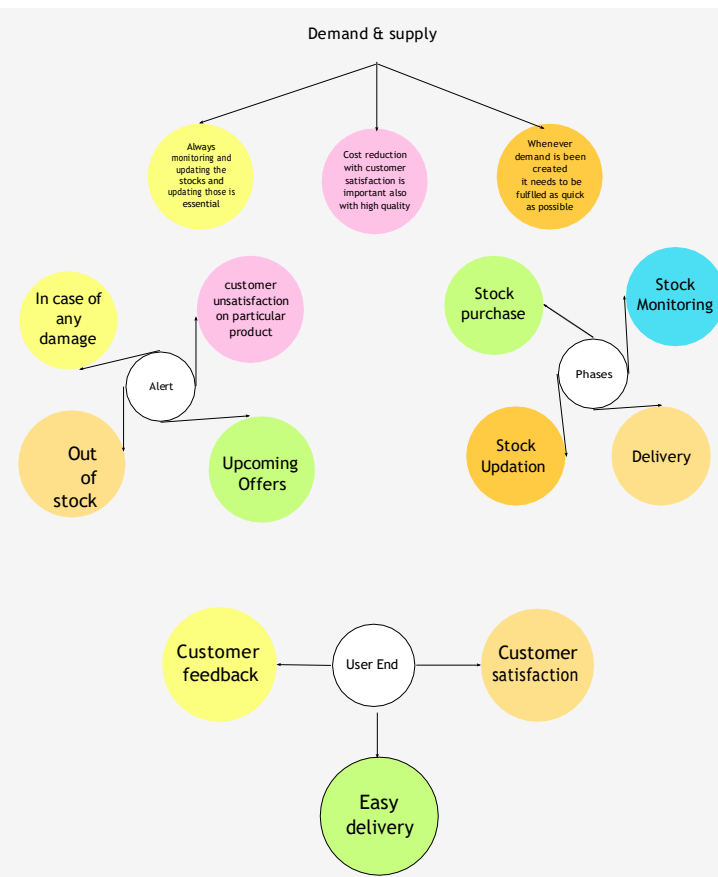 Demand & supply
Always
monitoring and
updating the
stocks and
updating those is
essential
Cost reduction
with customer
satisfaction is
important also
with high quality
Whenever
demand is been
created
it needs to be
fulflled as quick
as possible
In case of
any
damage
customer
unsatisfaction
on particular
product
Alert
Out
of
stock
Upcoming
Offers
Stock
purchase
Stock
Monitoring
Phases
Stock
Updation
Delivery
Customer
feedback
User End
Customer
satisfaction
Easy
delivery